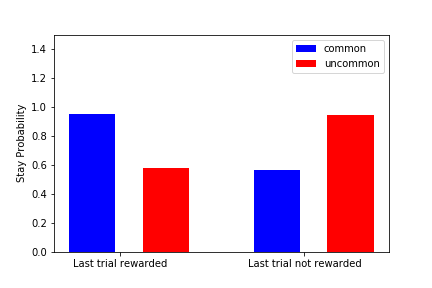 1.4
1.2
1.0
0.8
0.6
0.4
0.2
0.0
Stay Probability
common
uncommon
Last trial rewarded
Last trial not rewarded